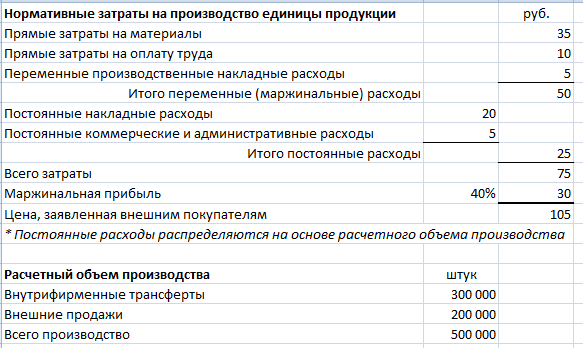 Нормативные затраты на производство единицы продукции руб.
Прямые затраты на материалы 35
Прямые затраты на оплату труда 10
Переменные производственные накладные расходы 5
Итого переменные (маржинальные) расходы 50
Постоянные накладные расходы 20
Постоянные коммерческие и административные расходы 5
Итого постоянные расходы 25
Всего затраты 75
Маржинальная прибыль 40% 30
Цена, заявленная внешним покупателям 105
* Постоянные расходы распределяются на основе расчетного объема производства
Расчетный объем производства штук
Внутрифирменные трансферты 300 000
Внешние продажи 200 000
Всего производство 500 000